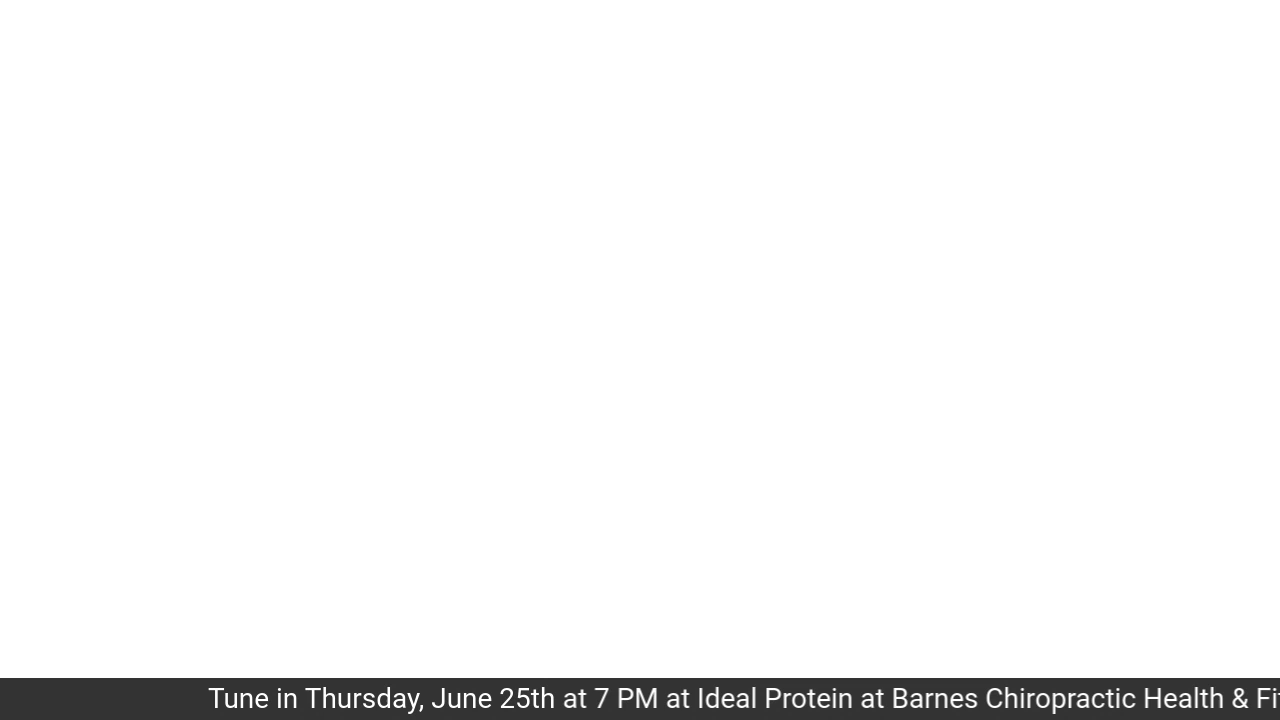 Tune in Thursday, June 25th at 7 PM at Ideal Protein at Barnes Chiropractic Health &